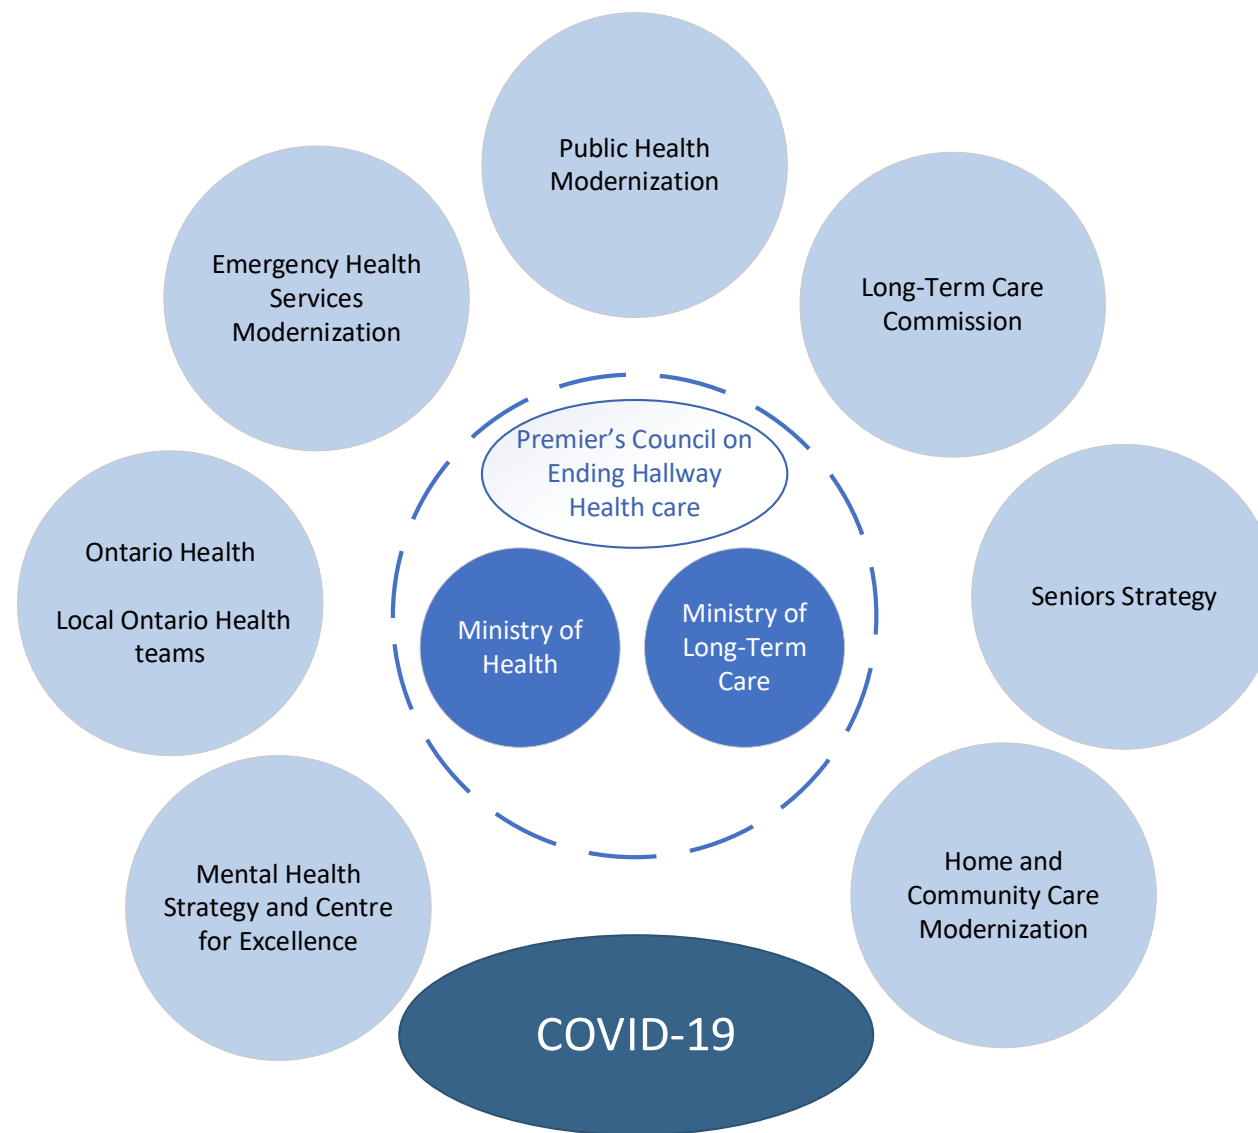 Public Health
Modernization
Emergency Health
Services
Modernization
Long-Term Care
Commission
Premier’s Council on
Ending Hallway
Health care
Ontario Health
Local Ontario Health
teams
Ministry of
Health
Ministry of
Long-Term
Care
Seniors Strategy
Mental Health
Strategy and Centre
for Excellence
Home and
Community Care
Modernization
COVID-19